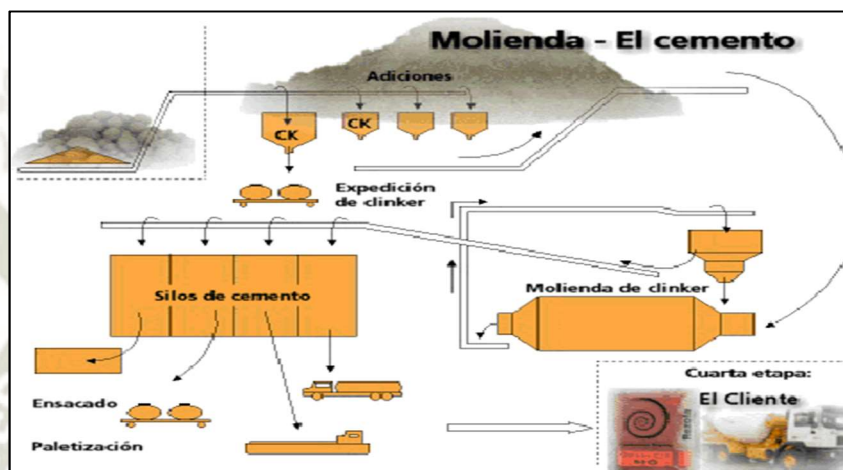 Molienda - El cemento
Adiciones
CK
CK
Expedición
de clinker
Silos de cemento
Molienda de clinker
Ensacado
Paletización
Cuarta etapa:
El Cliente